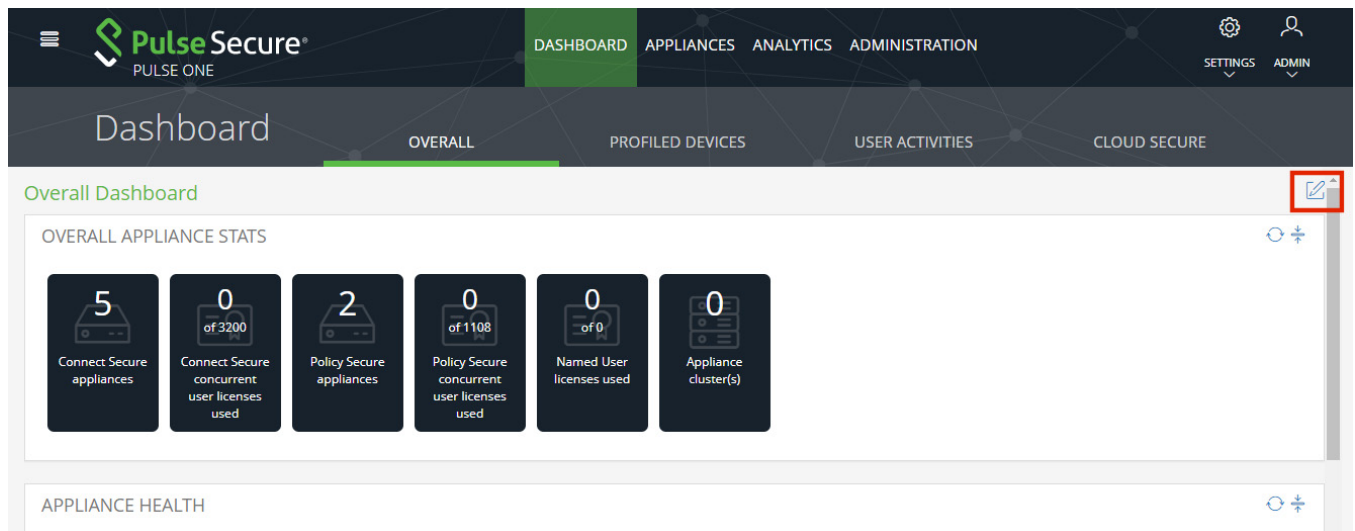 Pulse Secure®
PULSE ONE
DASHBOARD APPLIANCES ANALYTICS ADMINISTRATION
SETTINGS ADMIN
Dashboard
OVERALL PROFILED DEVICES USER ACTIVITIES CLOUD SECURE
Overall Dashboard
OVERALL APPLIANCE STATS
5
Connect Secure
appliances
0
of 3200
Connect Secure
concurrent
user licenses
used
2
Policy Secure
appliances
0
of 1108
Policy Secure
concurrent
user licenses
used
0
of 0
Named User
licenses used
0
Appliance
cluster(s)
APPLIANCE HEALTH